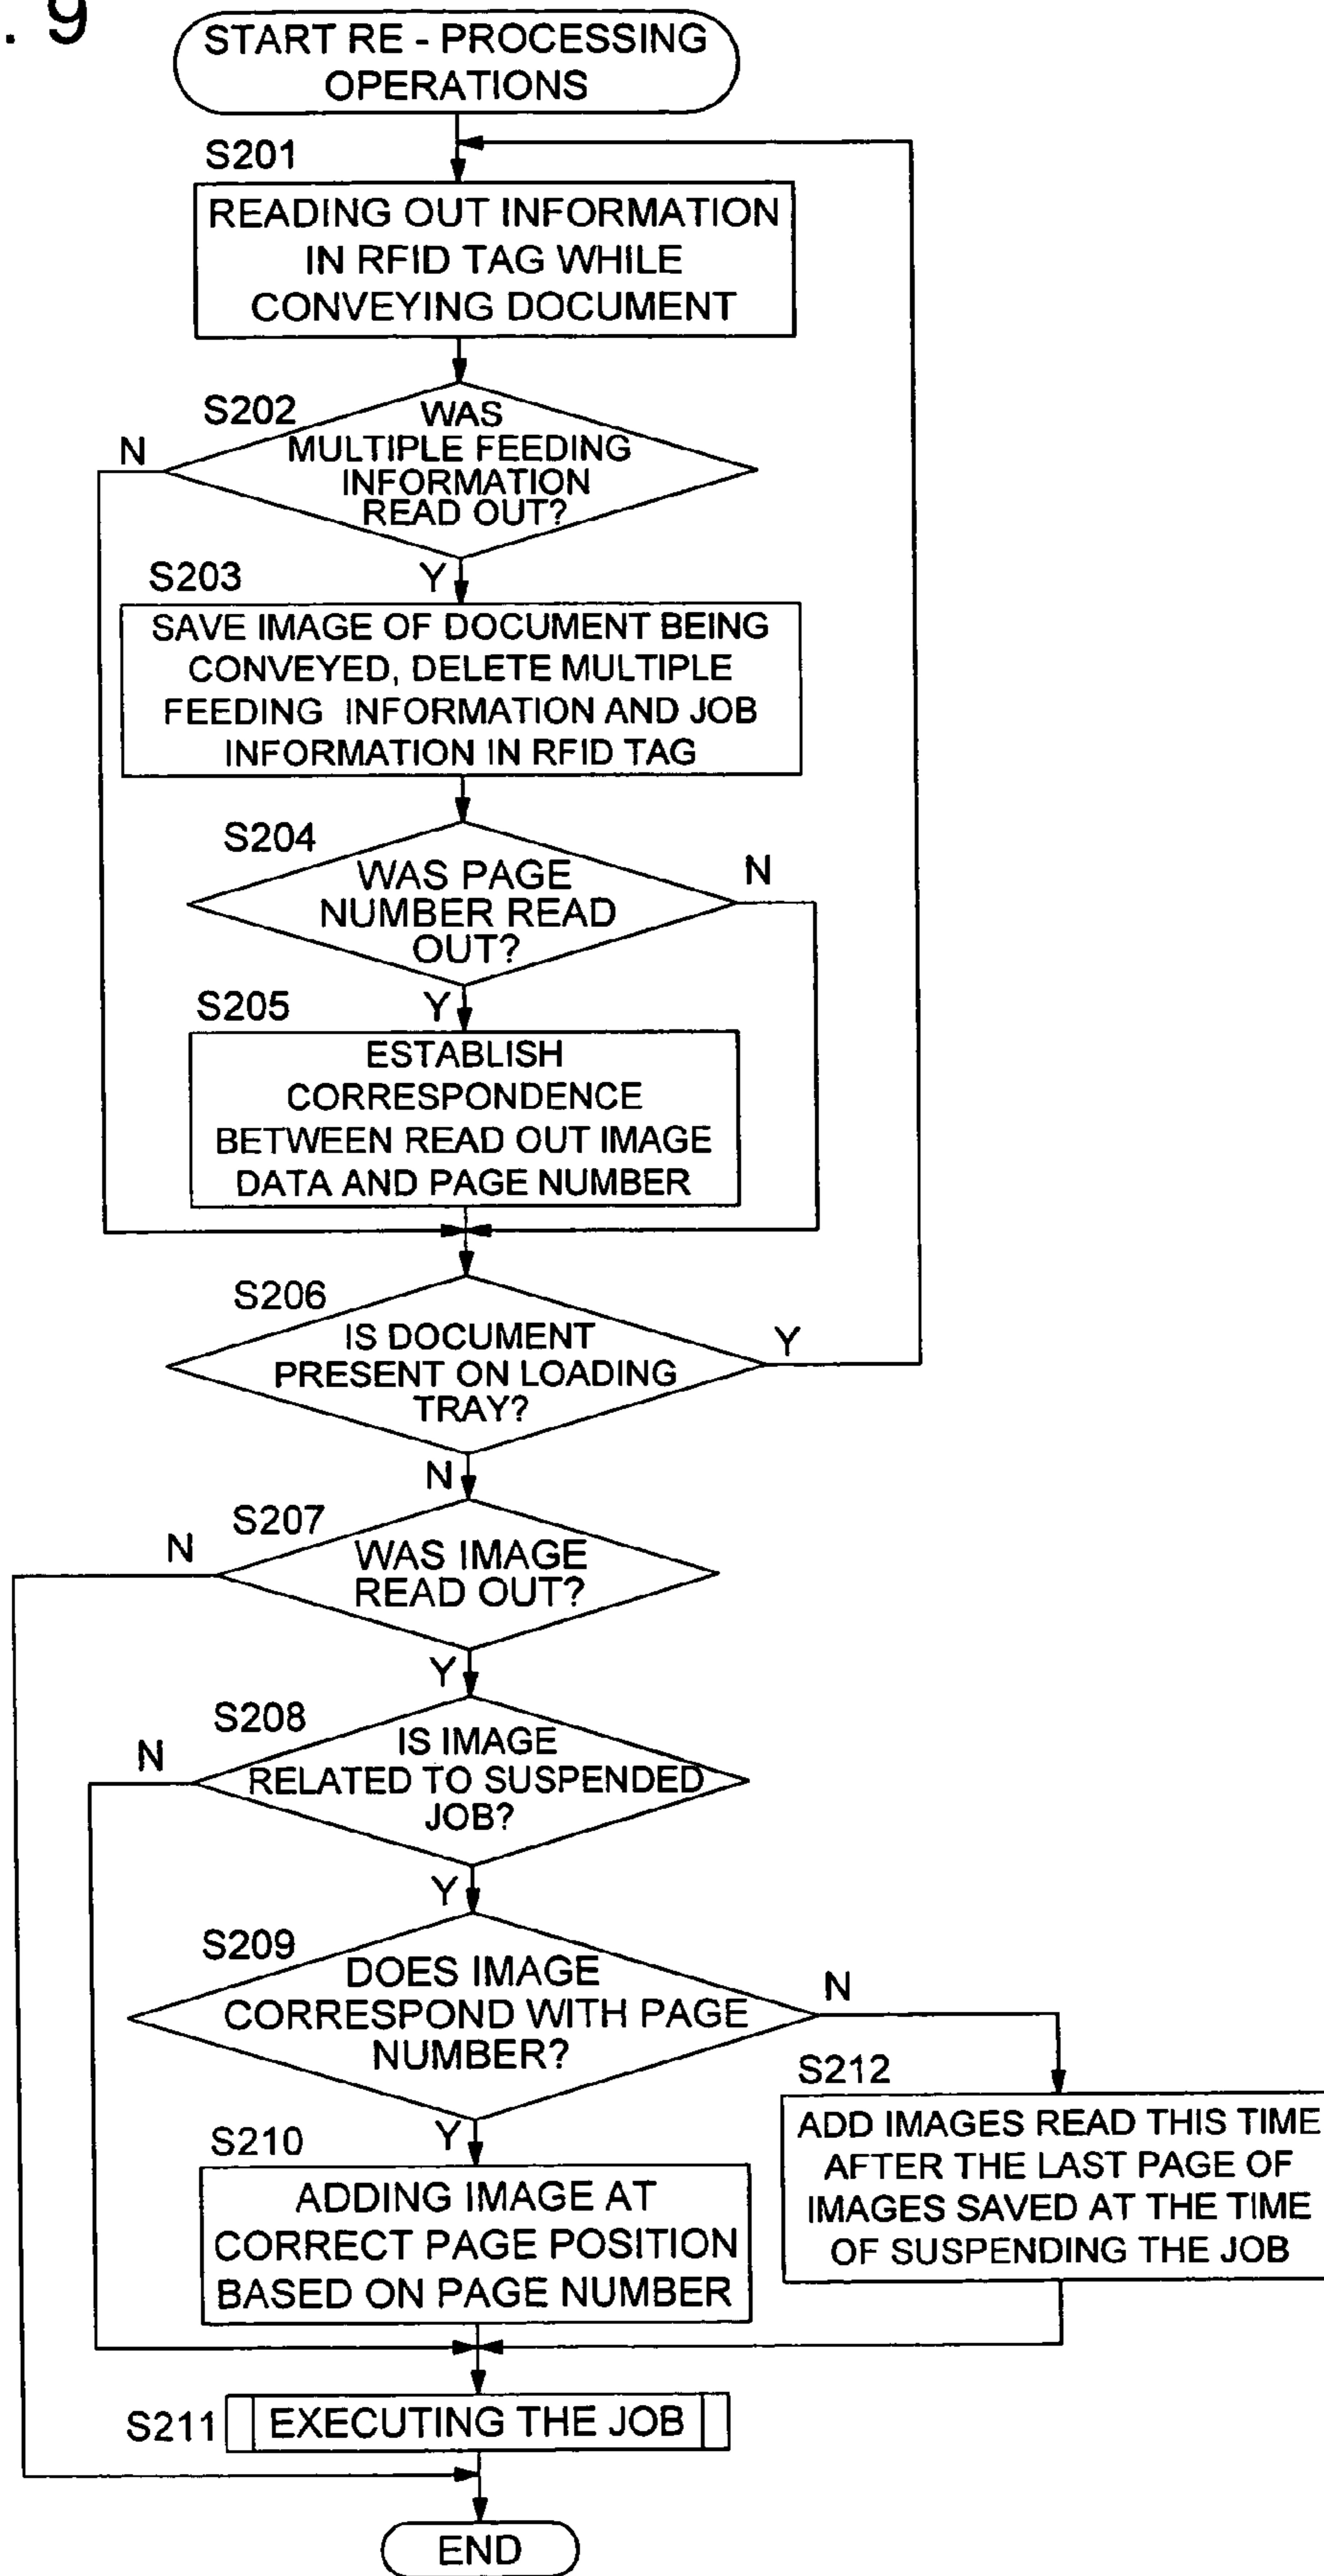 . 9
START RE - PROCESSING
OPERATIONS
S201
READING OUT INFORMATION
IN RFID TAG WHILE
CONVEYING DOCUMENT
S202
WAS
MULTIPLE FEEDING
INFORMATION
READ OUT?
N
Y
S203
SAVE IMAGE OF DOCUMENT BEING
CONVEYED, DELETE MULTIPLE
FEEDING INFORMATION AND JOB
INFORMATION IN RFID TAG
S204
WAS PAGE
NUMBER READ
OUT?
N
Y
S205
ESTABLISH
CORRESPONDENCE
BETWEEN READ OUT IMAGE
DATA AND PAGE NUMBER
S206
IS DOCUMENT
PRESENT ON LOADING
TRAY?
Y
N
S207
WAS IMAGE
READ OUT?
N
Y
S208
IS IMAGE
RELATED TO SUSPENDED
JOB?
N
Y
S209
DOES IMAGE
CORRESPOND WITH PAGE
NUMBER?
N
Y
S212
ADD IMAGES READ THIS TIME
AFTER THE LAST PAGE OF
IMAGES SAVED AT THE TIME
OF SUSPENDING THE JOB
S210
ADDING IMAGE AT
CORRECT PAGE POSITION
BASED ON PAGE NUMBER
S211
EXECUTING THE JOB
END